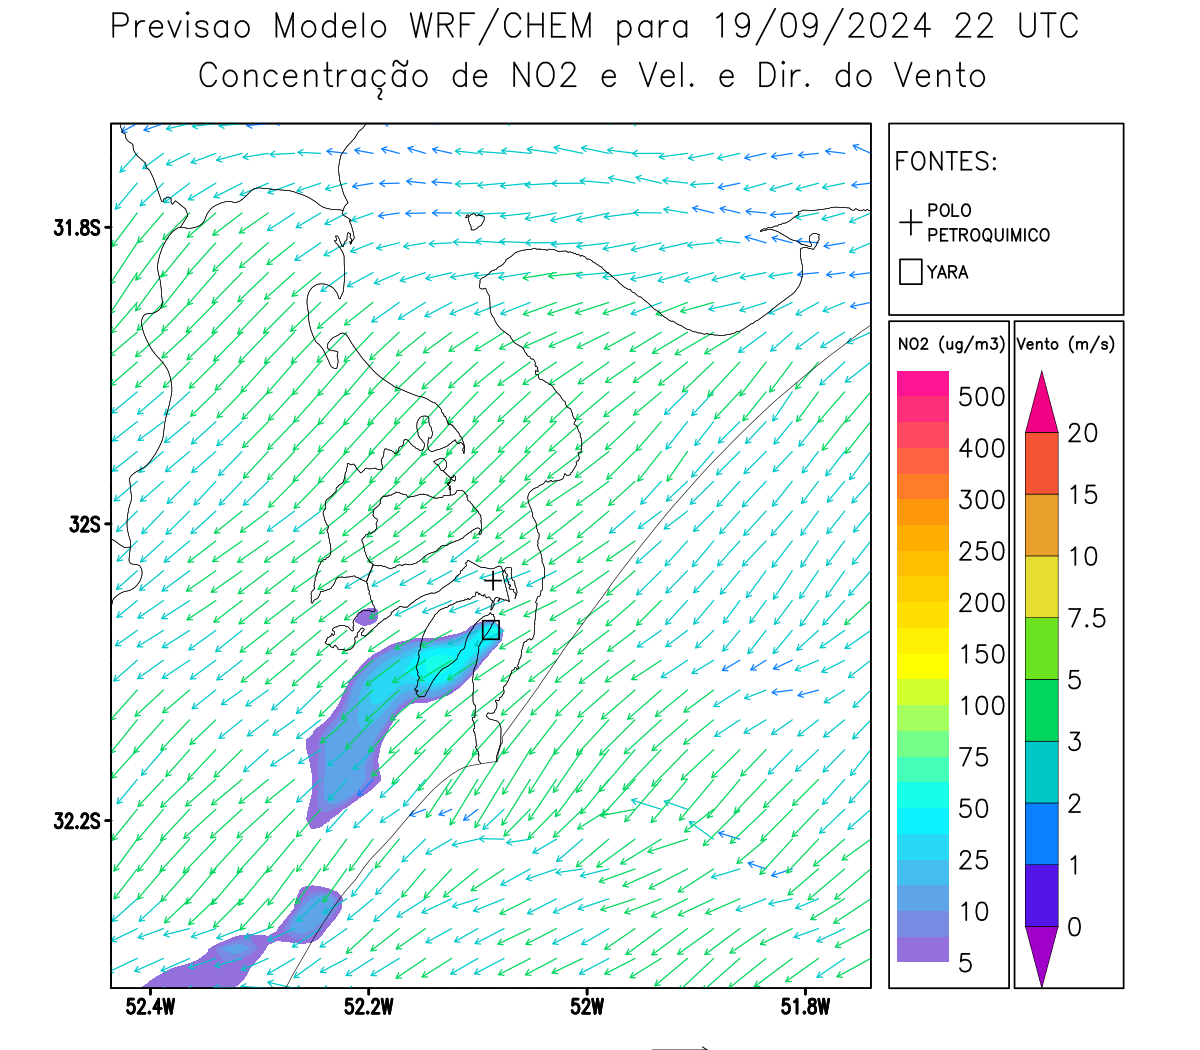 Previsao Modelo WRF/CHEM para 19/09/2024 22 UTC
Concentração de NO2 e Vel. e Dir. do Vento
FONTES:
POLO
PETROQUIMICO
YARA
NO2 (ug/m3)
500
400
300
250
200
150
100
75
50
25
10
5
Vento (m/s)
20
15
10
7.5
5
3
2
1
0
31.8S
32S
32.2S
52.4W
52.2W
52W
51.8W